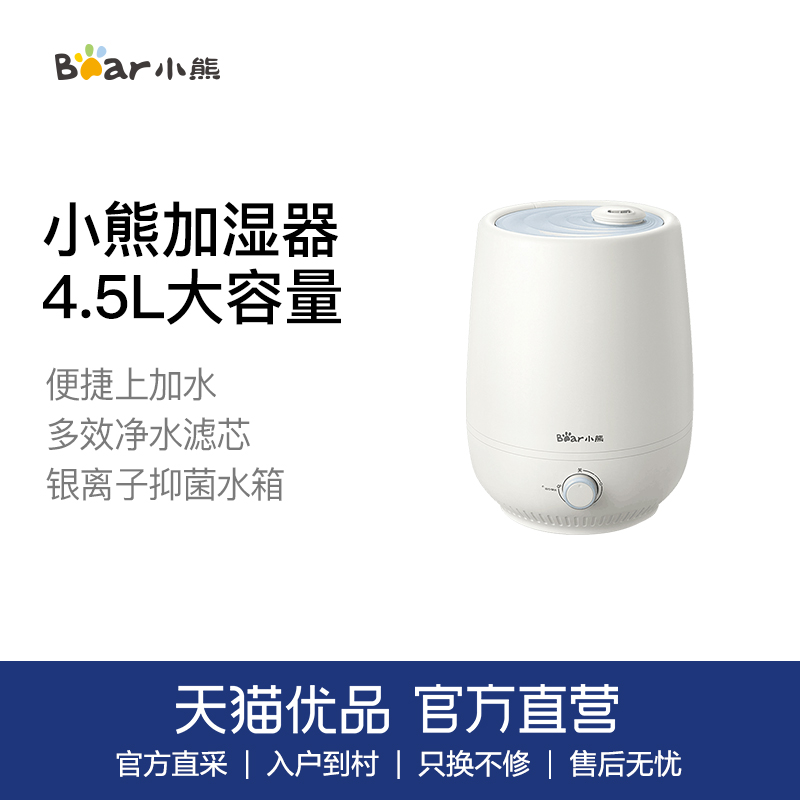 Bear小熊
小熊加湿器
4.5L大容量
便捷上加水
多效净水滤芯
银离子抑菌水箱
Bear小熊
天猫优品 官方直营
官方直采 | 入户到村 | 只换不修 | 售后无忧